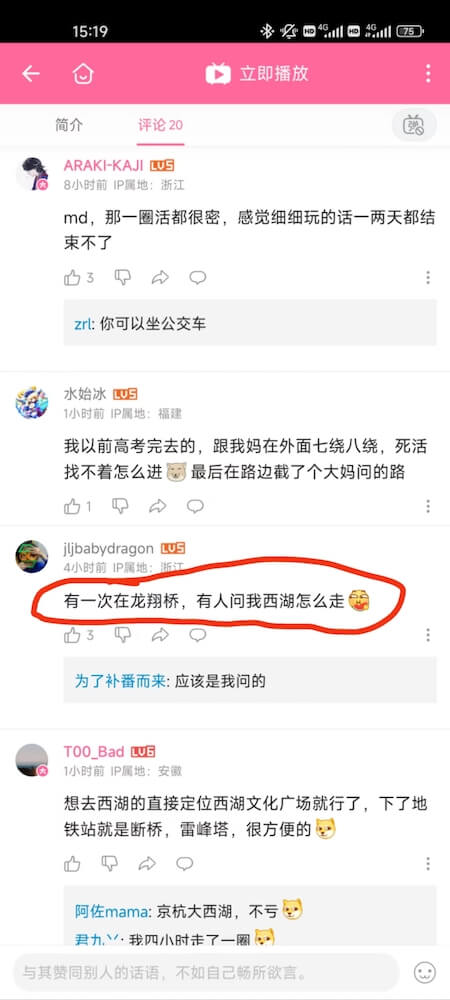 15:19
4G
4G
75
立即播放
简介
评论 20
弹
ARAKI-KAJI LV5
8小时前 IP属地：浙江
md，那一圈活都很密，感觉细细玩的话一两天都结
束不了
3
zrl: 你可以坐公交车
水始冰 LV5
1小时前 IP属地：福建
我以前高考完去的，跟我妈在外面七绕八绕，死活
找不着怎么进 最后在路边截了个大妈问的路
1
jljbabydragon LV5
4小时前 IP属地：浙江
有一次在龙翔桥，有人问我西湖怎么走
3
为了补番而来: 应该是我问的
T00_Bad LV6
1小时前 IP属地：安徽
想去西湖的直接定位西湖文化广场就行了，下了地
铁站就是断桥，雷峰塔，很方便的
阿佐mama: 京杭大西湖，不亏
君九丫: 我四小时走了一圈
与其赞同别人的话语，不如自己畅所欲言。